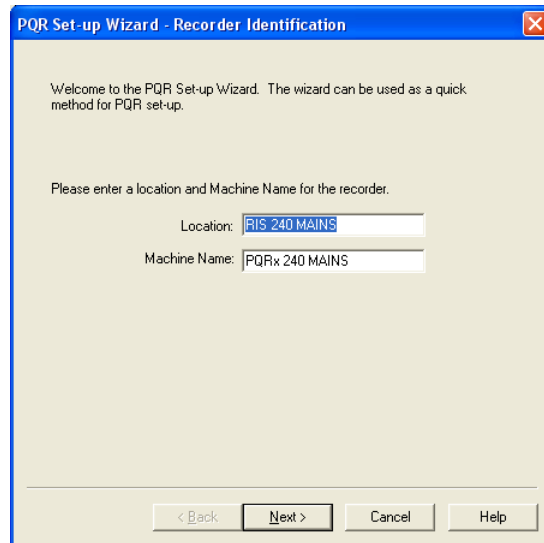 PQR Set-up Wizard - Recorder Identification
Welcome to the PQR Set-up Wizard. The wizard can be used as a quick
method for PQR set-up.
Please enter a location and Machine Name for the recorder.
Location: RIS 240 MAINS
Machine Name: PQRx 240 MAINS
< Back Next > Cancel Help